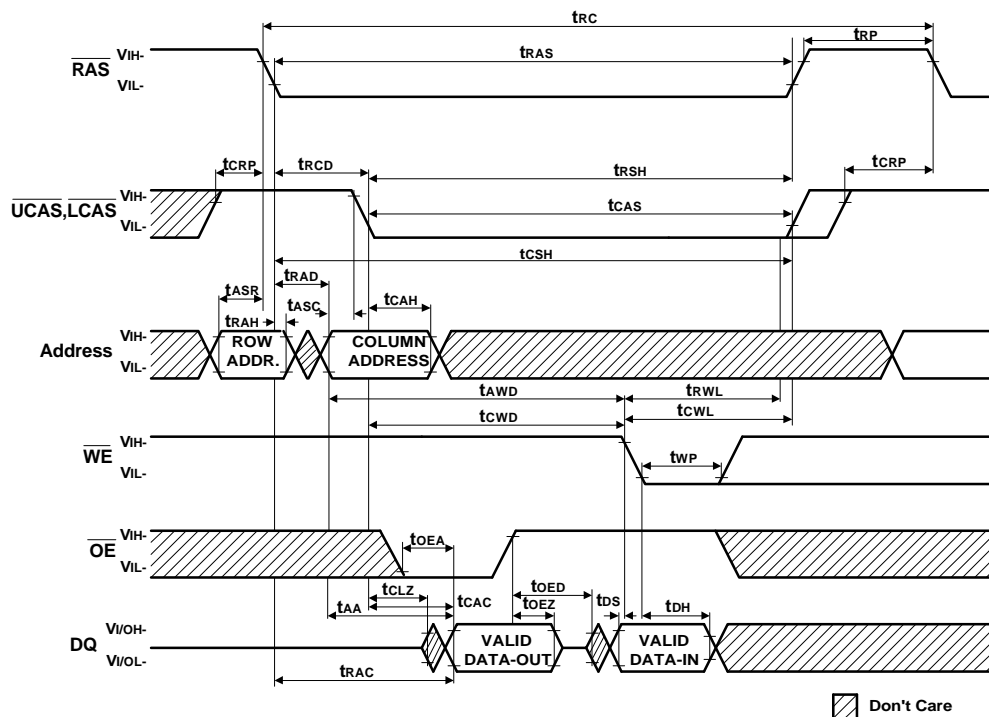 tRC
tRAS
tRP
RAS
VIH-
VIL-
tCRP
tRCD
tRSH
tCRP
UCAS,LCAS
VIH-
VIL-
tCAS
tCSH
tRAD
tASR
tRAH
tASC
tCAH
Address
VIH-
VIL-
ROW
ADDR.
COLUMN
ADDRESS
tAWD
tRWL
tCWD
tCWL
WE
VIH-
VIL-
tWP
OE
VIH-
VIL-
tOEA
tOED
tCLZ
tCAC
tOEZ
tAA
tDS
tDH
DQ
VI/OH-
VI/OL-
VALID
DATA-OUT
VALID
DATA-IN
tRAC
Don't Care